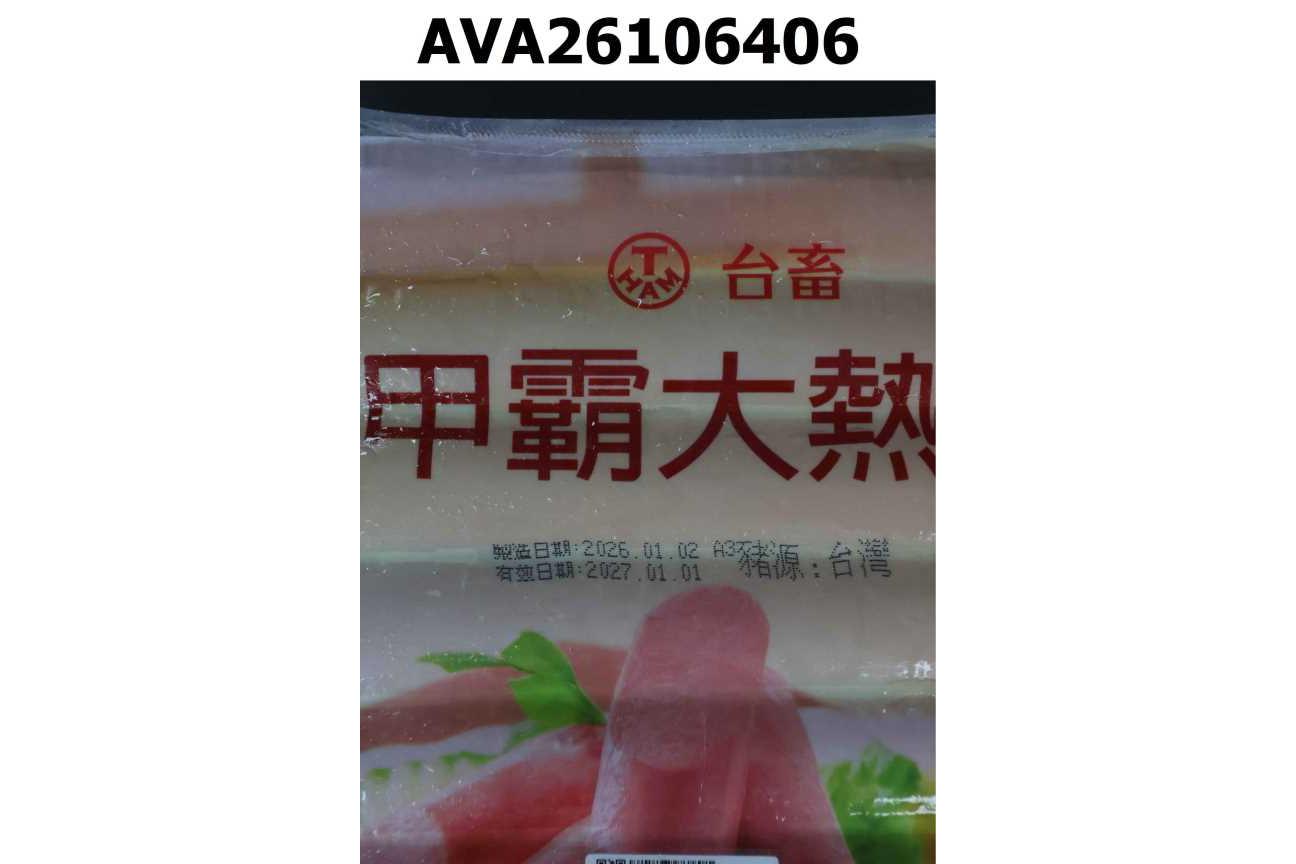 AVA26106406
T HAM 台畜
甲霸大熱
製造日期:2026.01.02 A3
有效日期:2027.01.01
豬源:台灣